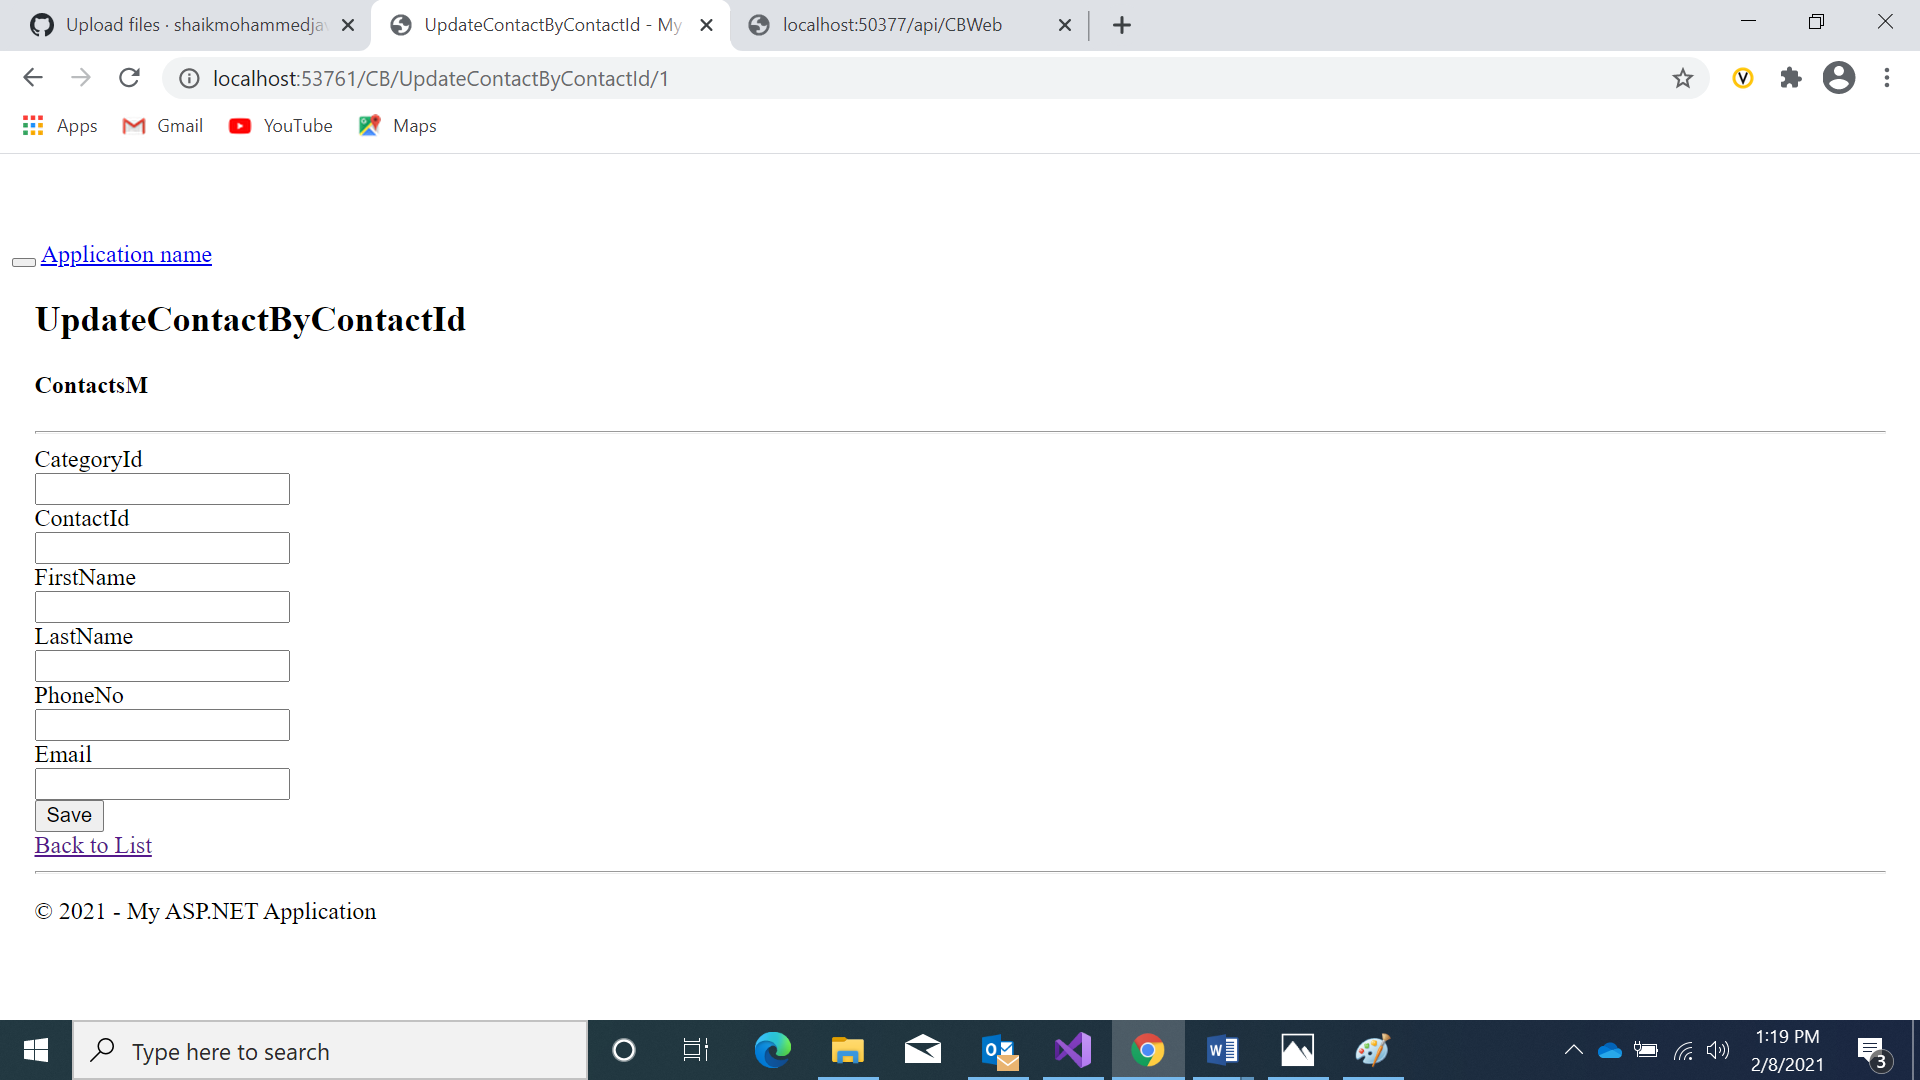 Upload files · shaikmohammedjav
UpdateContactByContactId - My
localhost:50377/api/CBWeb
localhost:53761/CB/UpdateContactByContactId/1
Apps
Gmail
YouTube
Maps
Application name
UpdateContactByContactId
ContactsM
CategoryId
ContactId
FirstName
LastName
PhoneNo
Email
Save
Back to List
© 2021 - My ASP.NET Application
Type here to search
1:19 PM
2/8/2021
3